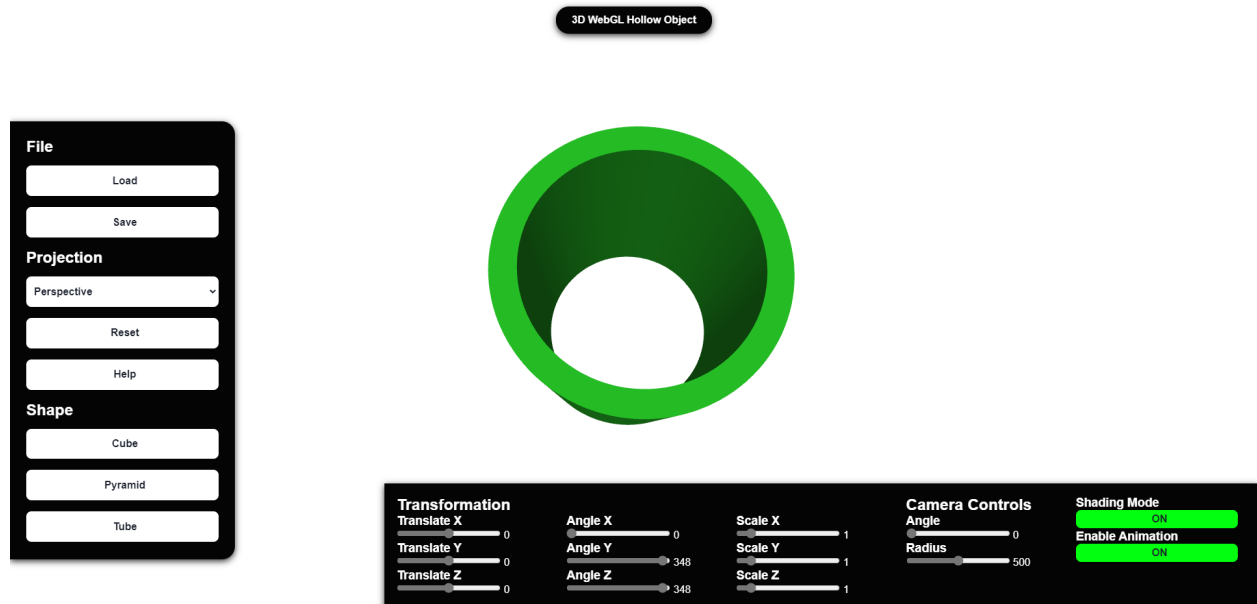 3D WebGL Hollow Object
File
Load
Save
Projection
Perspective
Reset
Help
Shape
Cube
Pyramid
Tube
Transformation
Translate X
0
Translate Y
0
Translate Z
0
Angle X
0
Angle Y
348
Angle Z
348
Scale X
1
Scale Y
1
Scale Z
1
Camera Controls
Angle
0
Radius
500
Shading Mode
ON
Enable Animation
ON